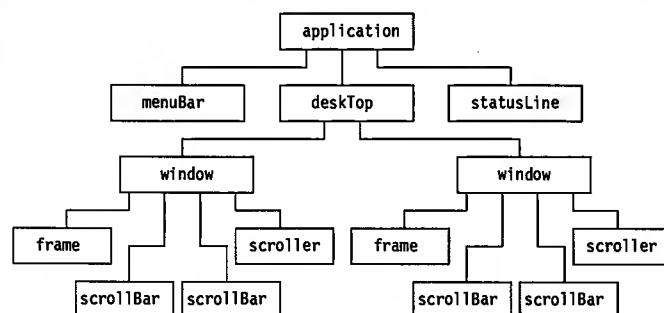 application
menuBar
deskTop
statusLine
window
window
frame
scroller
frame
scroller
scrollBar
scrollBar
scrollBar
scrollBar